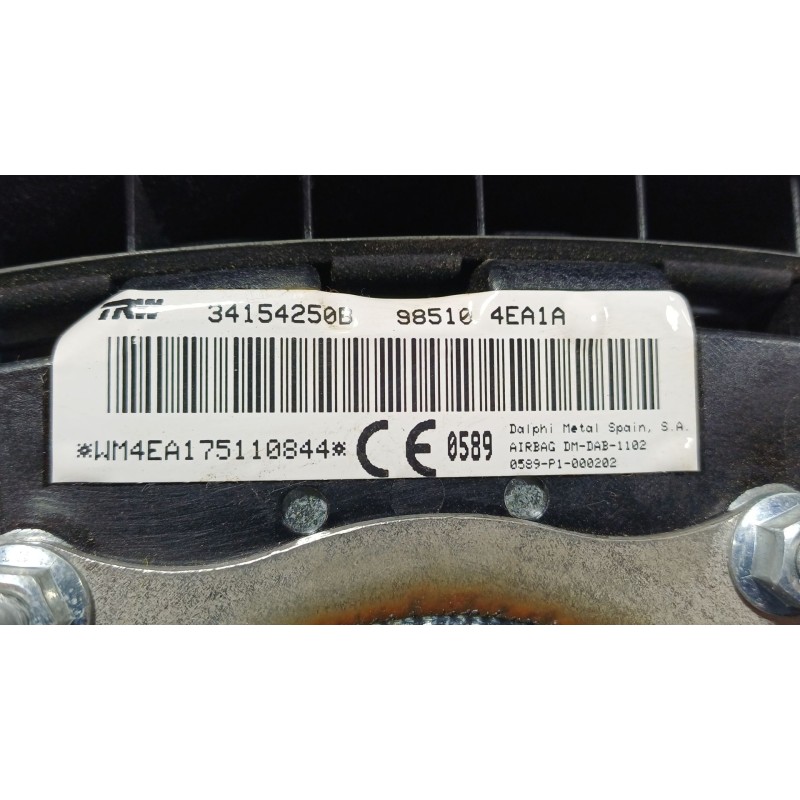 TRW 34154250B 98510 4EA1A
*WM4EA175110844* CE 0589
Dalphi Metal Spain, S.A.
AIRBAG DM-DAB-1102
0589-P1-000202